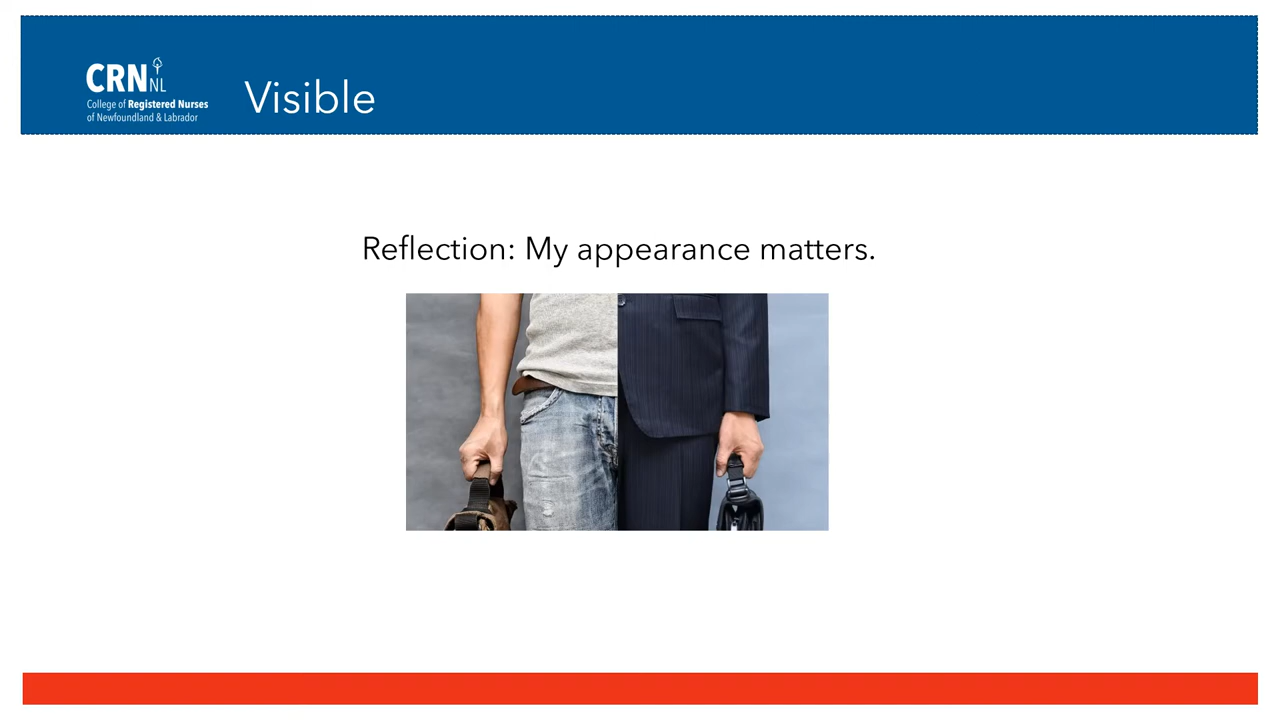 CRN NL
College of Registered Nurses
of Newfoundland & Labrador
Visible
Reflection: My appearance matters.